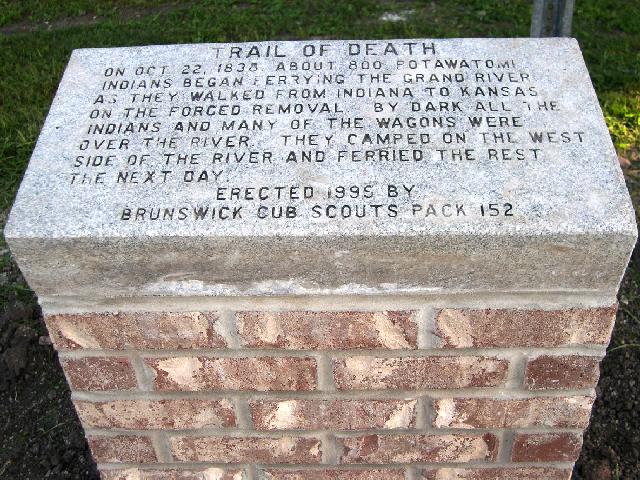 TRAIL OF DEATH
ON OCT. 22, 1838, ABOUT 800 POTAWATOMI
INDIANS BEGAN FERRYING THE GRAND RIVER
AS THEY WALKED FROM INDIANA TO KANSAS
ON THE FORCED REMOVAL. BY DARK ALL THE
INDIANS AND MANY OF THE WAGONS WERE
OVER THE RIVER. THEY CAMPED ON THE WEST
SIDE OF THE RIVER AND FERRIED THE REST
THE NEXT DAY.
ERECTED 1995 BY
BRUNSWICK CUB SCOUTS PACK 152